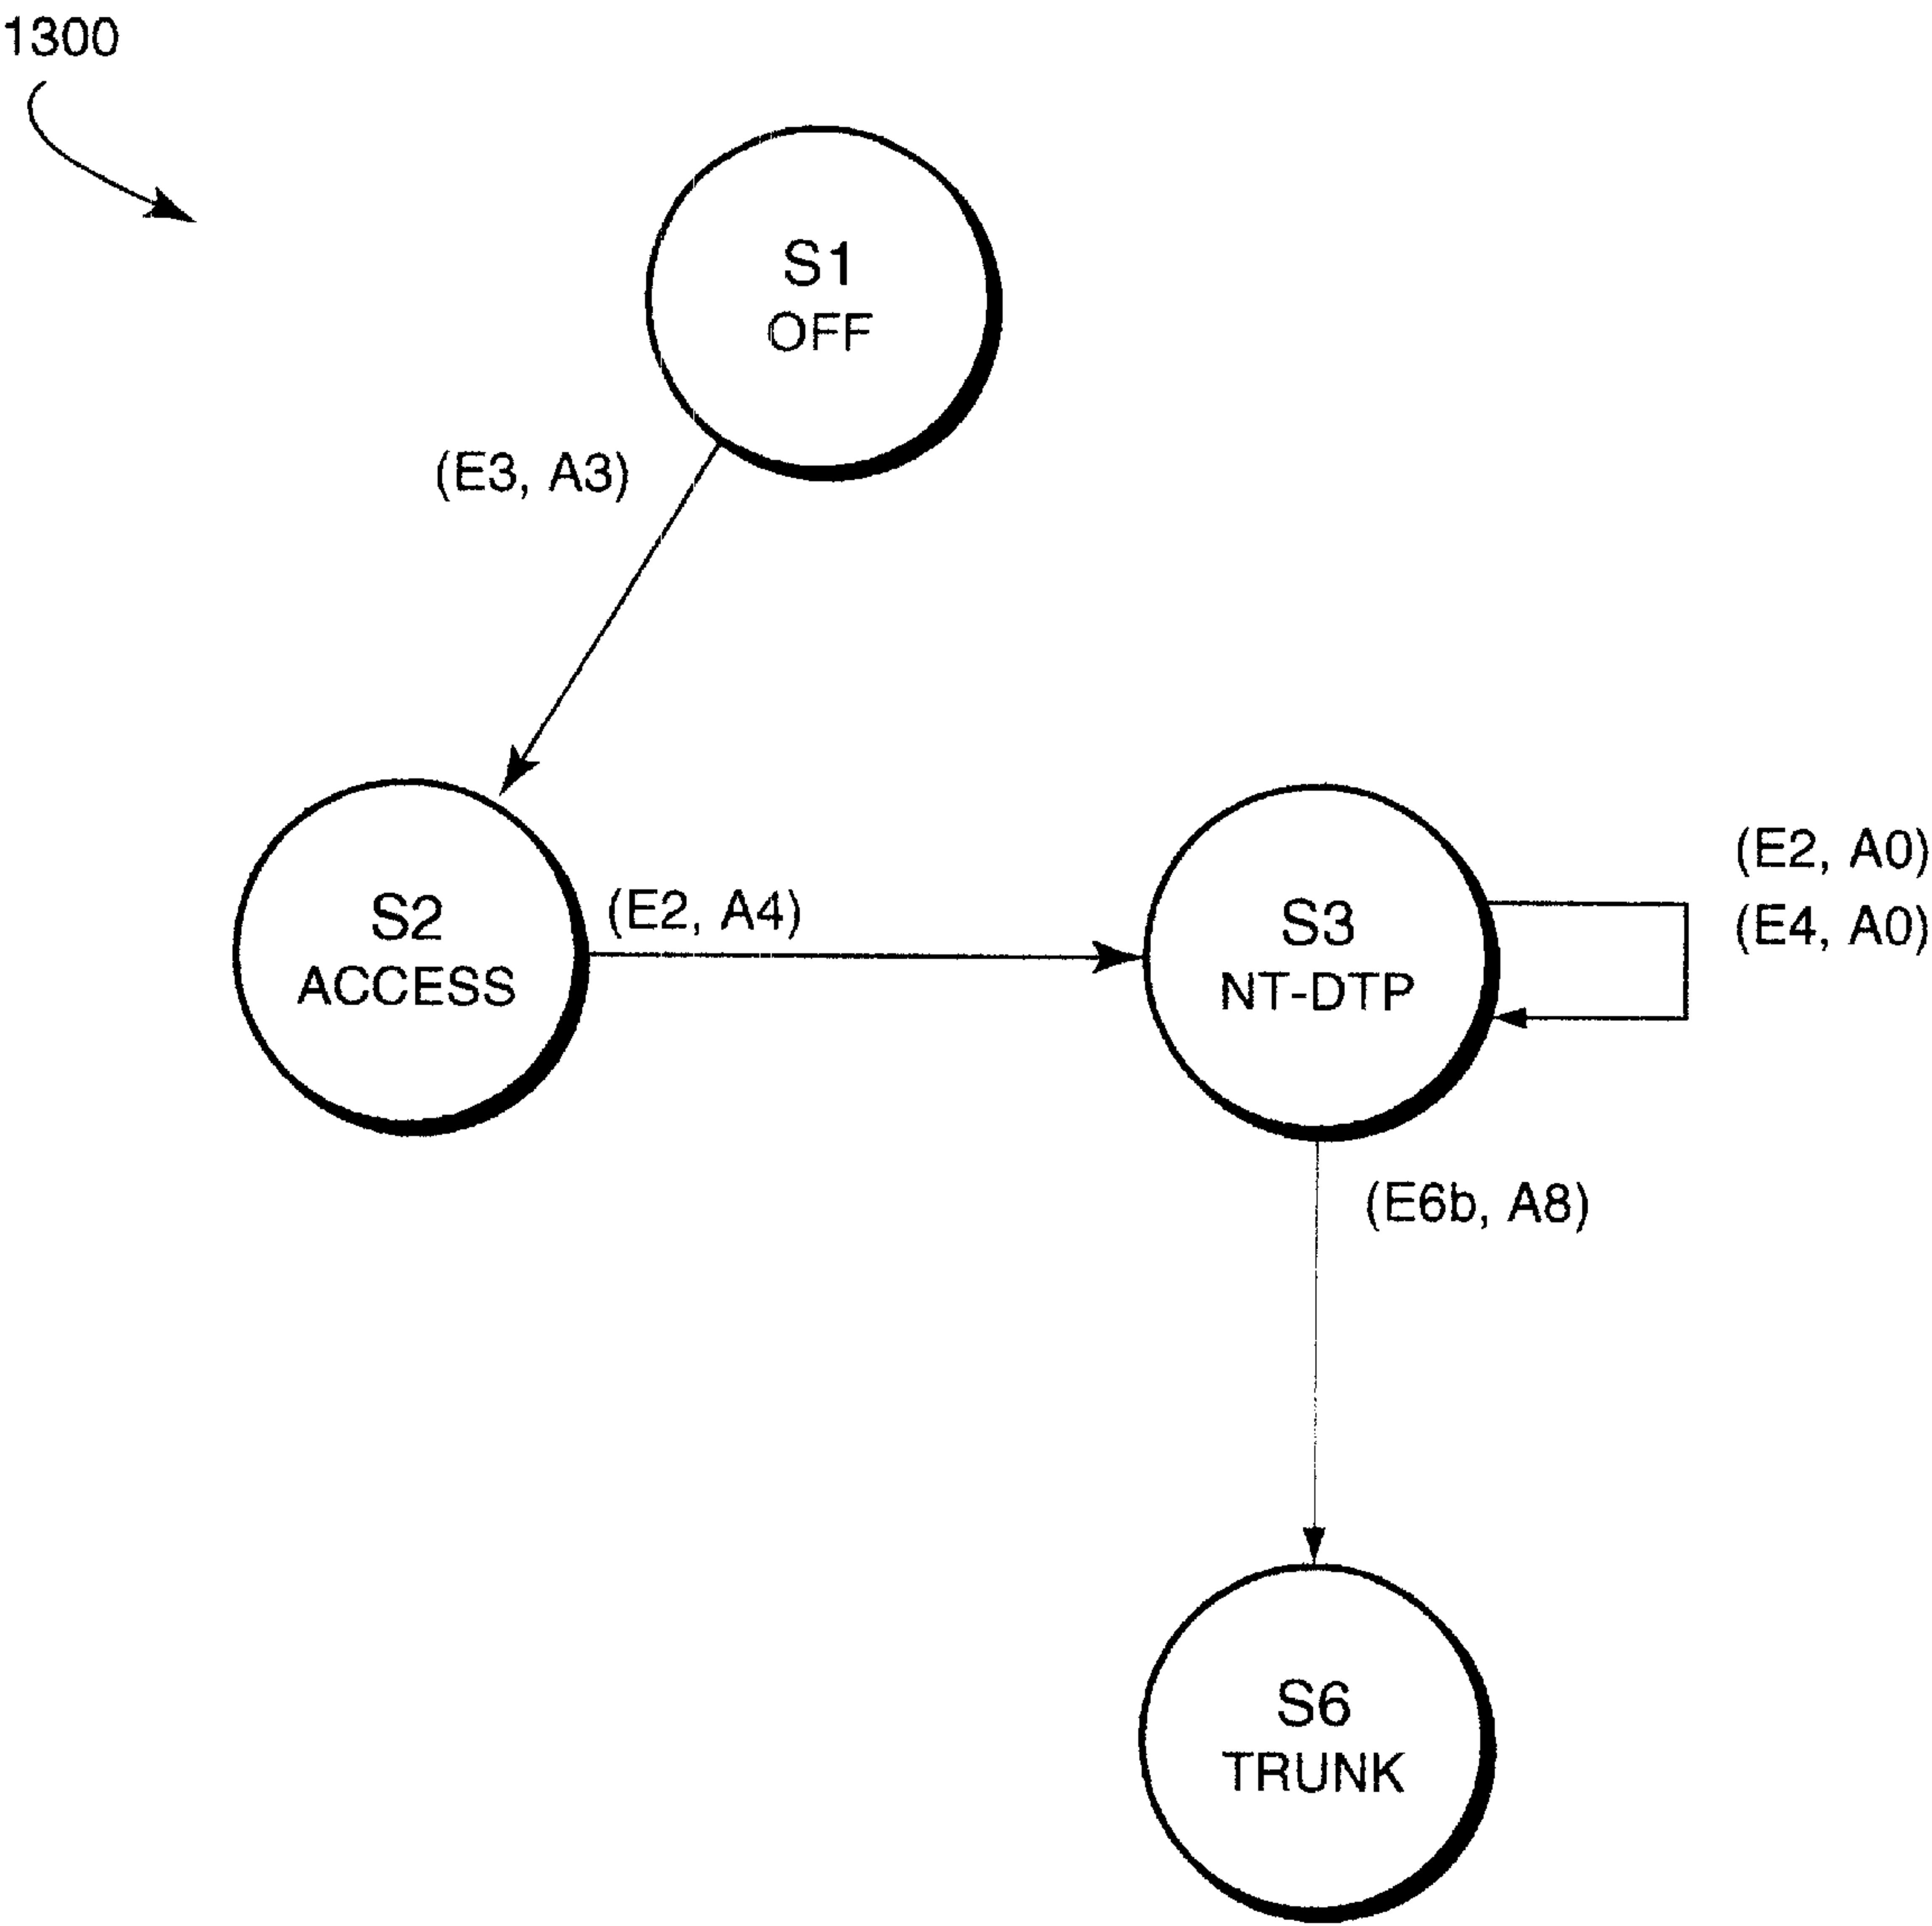 1300
S1
OFF
(E3, A3)
S2
ACCESS
(E2, A4)
S3
NT-DTP
(E2, A0)
(E4, A0)
(E6b, A8)
S6
TRUNK